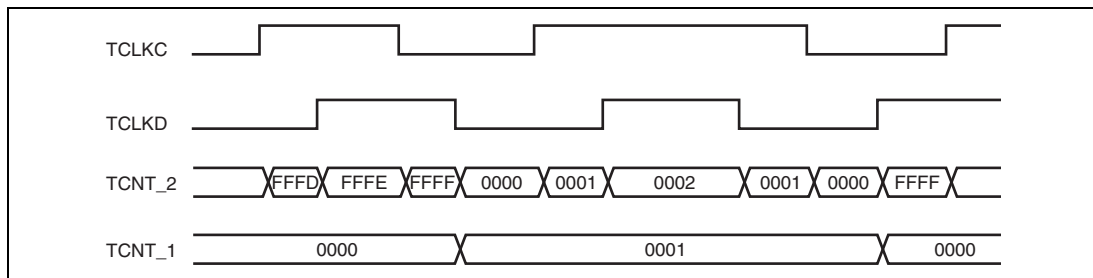 TCLKC
TCLKD
TCNT_2 FFFD FFFE FFFF 0000 0001 0002 0001 0000 FFFF
TCNT_1 0000 0001 0000